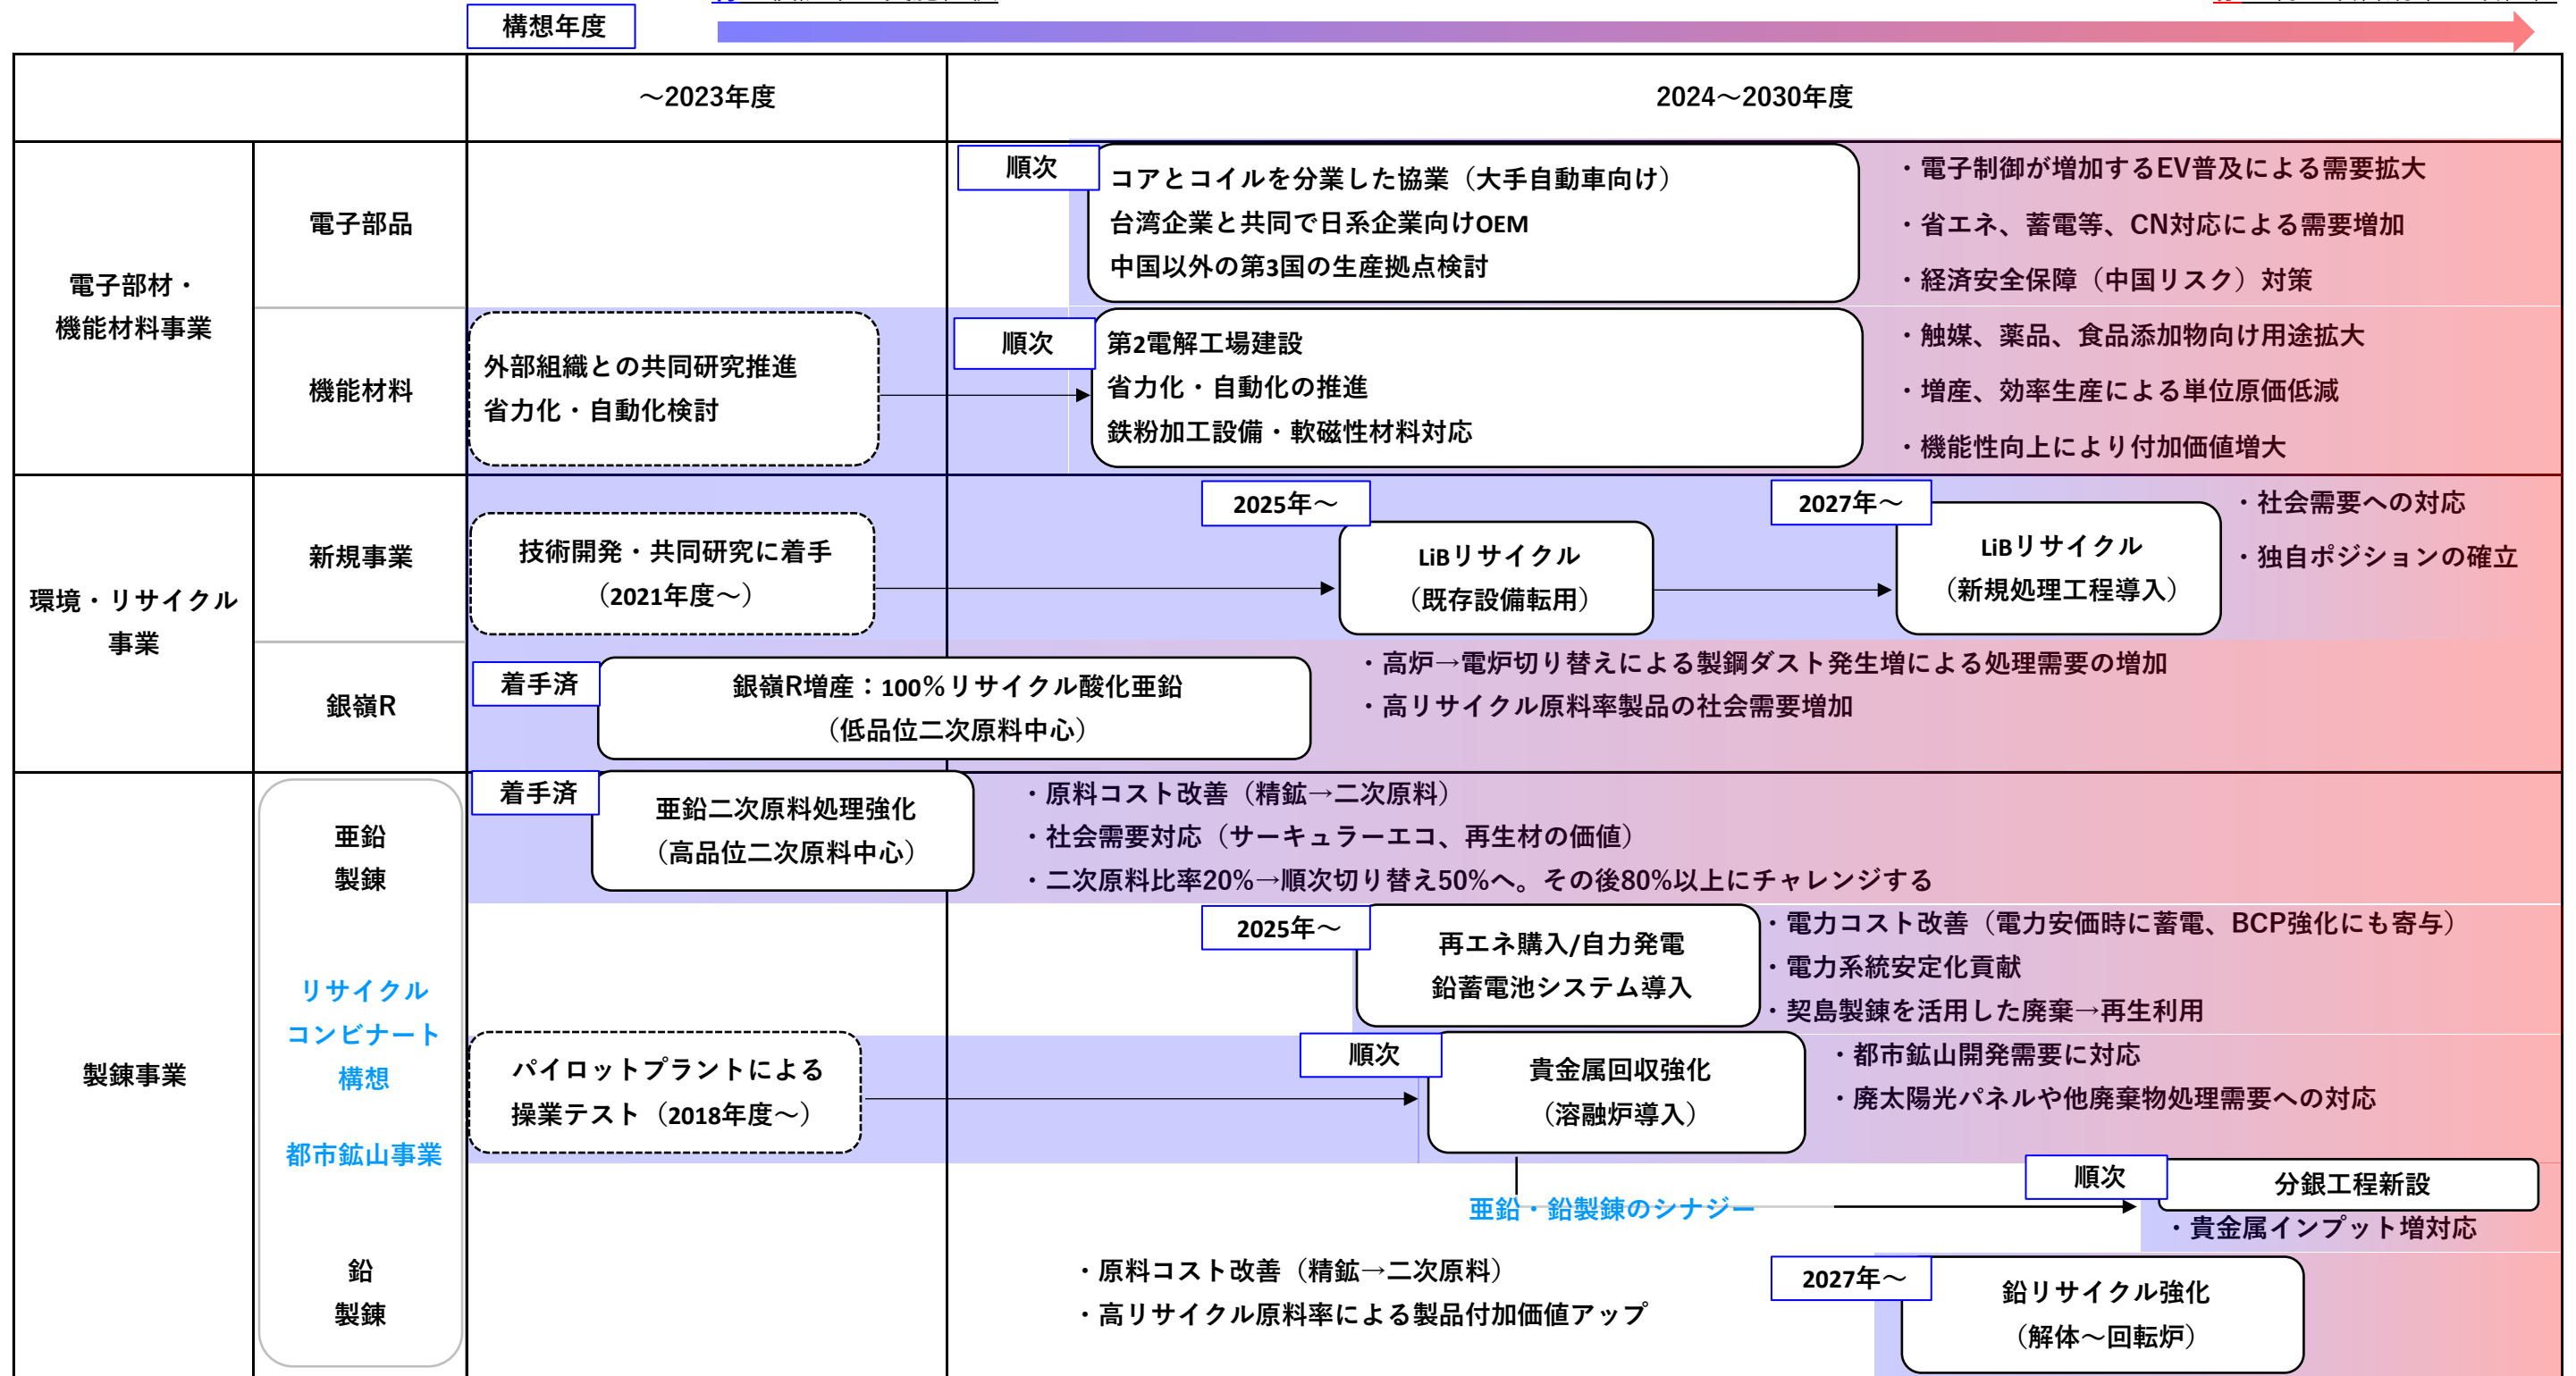 構想年度
～2023年度
2024～2030年度
電子部材・
機能材料事業
電子部品
順次
コアとコイルを分業した協業（大手自動車向け）
台湾企業と共同で日系企業向けOEM
中国以外の第3国の生産拠点検討
・電子制御が増加するEV普及による需要拡大
・省エネ、蓄電等、CN対応による需要増加
・経済安全保障（中国リスク）対策
機能材料
外部組織との共同研究推進
省力化・自動化検討
順次
第2電解工場建設
省力化・自動化の推進
鉄粉加工設備・軟磁性材料対応
・触媒、薬品、食品添加物向け用途拡大
・増産、効率生産による単位原価低減
・機能性向上により付加価値増大
環境・リサイクル
事業
新規事業
技術開発・共同研究に着手
（2021年度～）
2025年～
LiBリサイクル
（既存設備転用）
2027年～
LiBリサイクル
（新規処理工程導入）
・社会需要への対応
・独自ポジションの確立
銀嶺R
着手済
銀嶺R増産：100％リサイクル酸化亜鉛
（低品位二次原料中心）
・高炉→電炉切り替えによる製鋼ダスト発生増による処理需要の増加
・高リサイクル原料率製品の社会需要増加
製錬事業
亜鉛
製錬
リサイクル
コンビナート
構想
都市鉱山事業
鉛
製錬
着手済
亜鉛二次原料処理強化
（高品位二次原料中心）
・原料コスト改善（精鉱→二次原料）
・社会需要対応（サーキュラーエコ、再生材の価値）
・二次原料比率20%→順次切り替え50%へ。その後80%以上にチャレンジする
2025年～
再エネ購入/自力発電
鉛蓄電池システム導入
・電力コスト改善（電力安価時に蓄電、BCP強化にも寄与）
・電力系統安定化貢献
・契島製錬を活用した廃棄→再生利用
パイロットプラントによる
操業テスト（2018年度～）
順次
貴金属回収強化
（溶融炉導入）
・都市鉱山開発需要に対応
・廃太陽光パネルや他廃棄物処理需要への対応
亜鉛・鉛製錬のシナジー
順次
分銀工程新設
・貴金属インプット増対応
・原料コスト改善（精鉱→二次原料）
・高リサイクル原料率による製品付加価値アップ
2027年～
鉛リサイクル強化
（解体～回転炉）